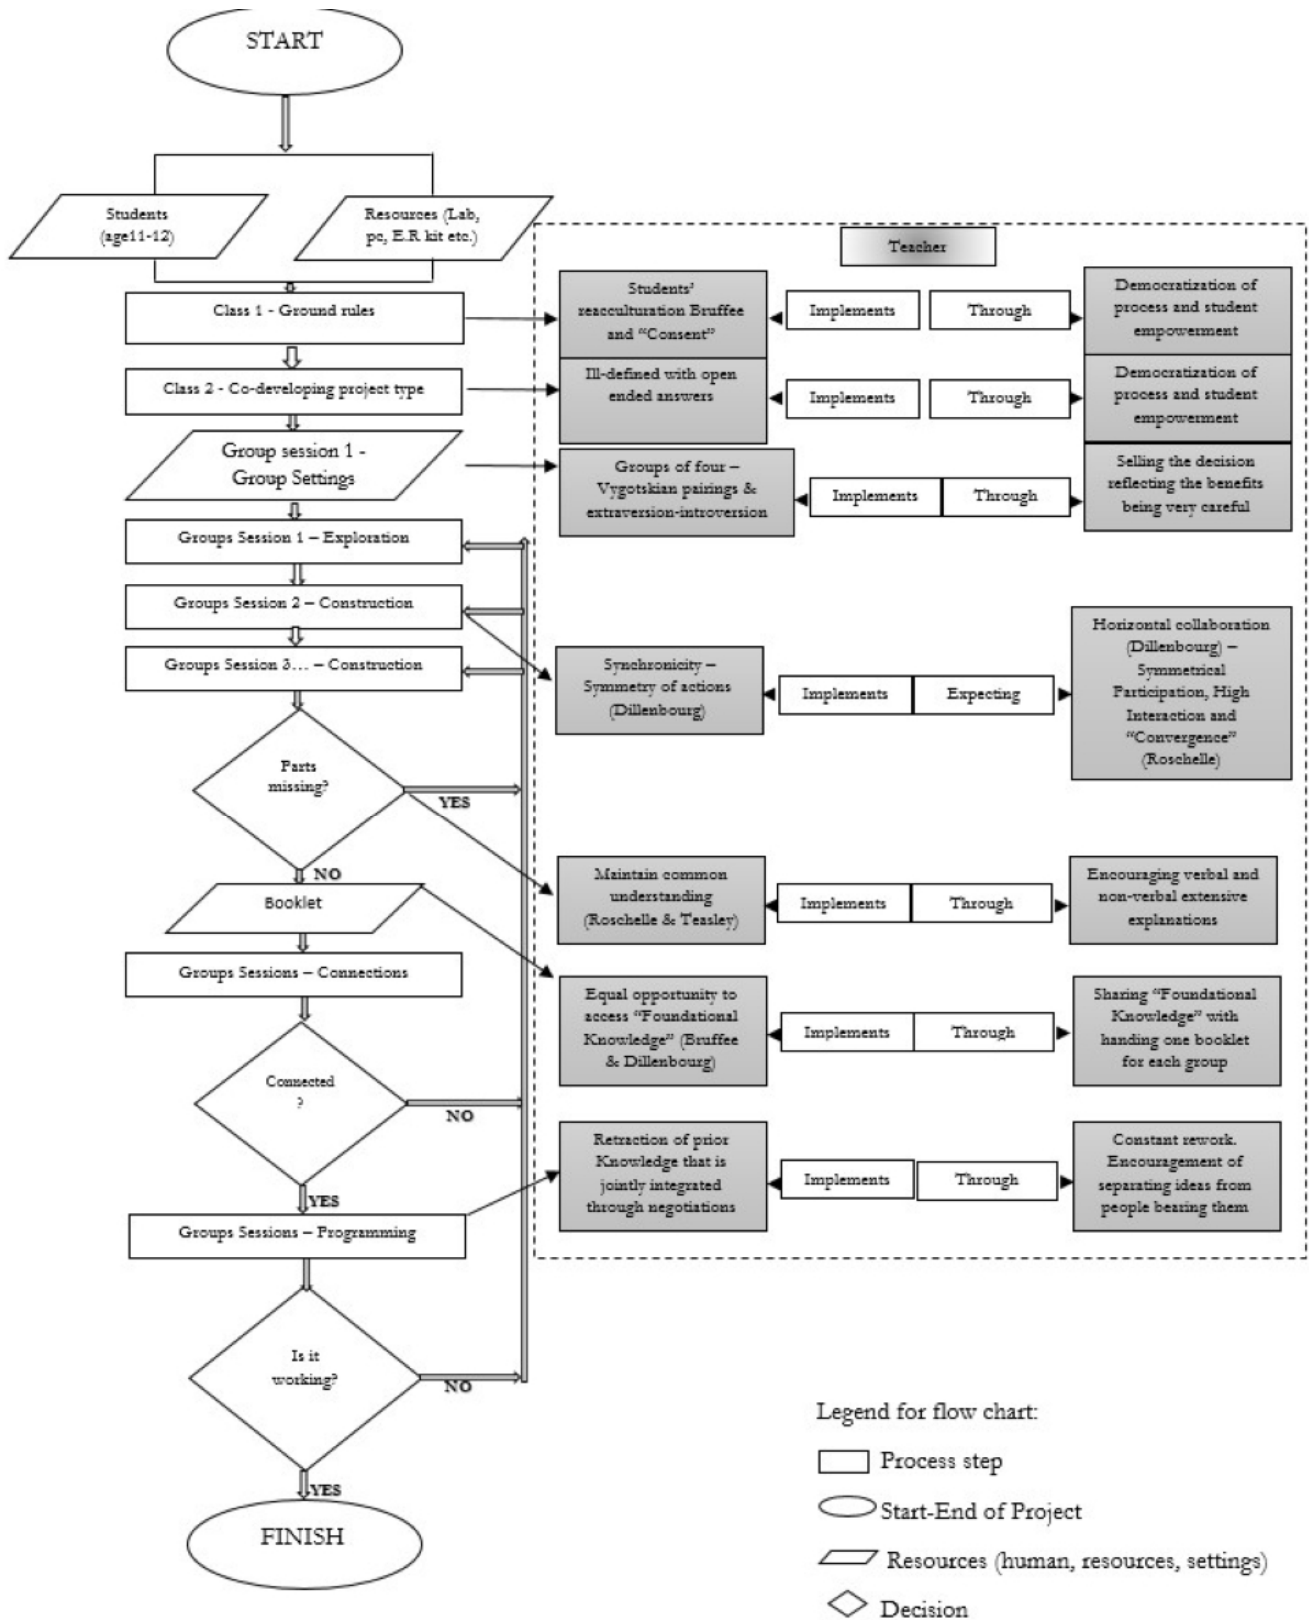 START
Students
(age11-12)
Resources (Lab,
pc, E.R kit etc.)
Teacher
Class 1 - Ground rules
Students'
reacculturation Bruffee
and “Consent”
Implements
Through
Democratization of
process and student
empowerment
Class 2 - Co-developing project type
Ill-defined with open
ended answers
Implements
Through
Democratization of
process and student
empowerment
Group session 1 -
Group Settings
Groups of four –
Vygotskian pairings &
extraversion-introversion
Implements
Through
Selling the decision
reflecting the benefits
being very careful
Groups Session 1 – Exploration
Groups Session 2 – Construction
Groups Session 3... – Construction
Synchronicity –
Symmetry of actions
(Dillenbourg)
Implements
Expecting
Horizontal collaboration
(Dillenbourg) –
Symmetrical
Participation, High
Interaction and
“Convergence”
(Roschelle)
Parts
missing?
YES
NO
Maintain common
understanding
(Roschelle & Teasley)
Implements
Through
Encouraging verbal and
non-verbal extensive
explanations
Booklet
Groups Sessions – Connections
Equal opportunity to
access “Foundational
Knowledge” (Bruffee
& Dillenbourg)
Implements
Through
Sharing “Foundational
Knowledge” with
handing one booklet
for each group
Connected
?
NO
YES
Retraction of prior
Knowledge that is
jointly integrated
through negotiations
Implements
Through
Constant rework.
Encouragement of
separating ideas from
people bearing them
Groups Sessions – Programming
Is it
working?
NO
YES
FINISH
Legend for flow chart:
Process step
Start-End of Project
Resources (human, resources, settings)
Decision